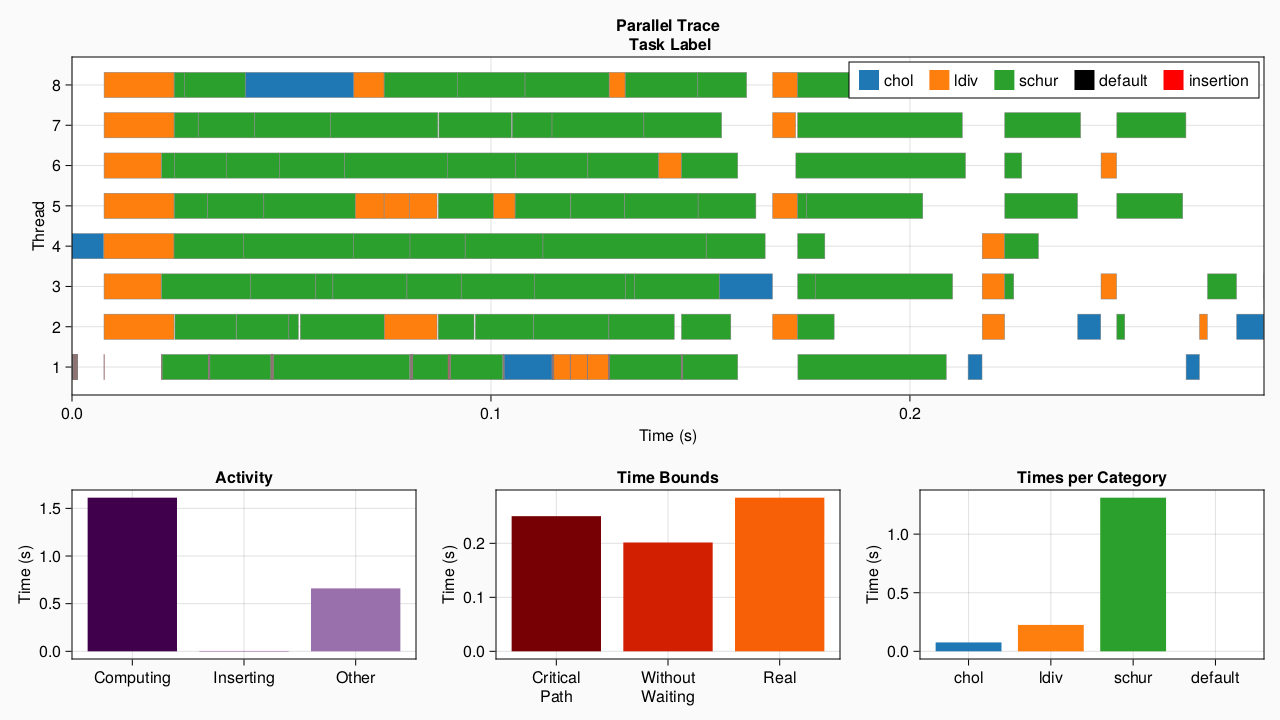 Parallel Trace
Task Label
chol
ldiv
schur
default
insertion
Thread
8
7
6
5
4
3
2
1
0.0
0.1
0.2
Time (s)
Activity
Time (s)
1.5
1.0
0.5
0.0
Computing
Inserting
Other
Time Bounds
Time (s)
0.2
0.1
0.0
Critical
Path
Without
Waiting
Real
Times per Category
Time (s)
1.0
0.5
0.0
chol
ldiv
schur
default